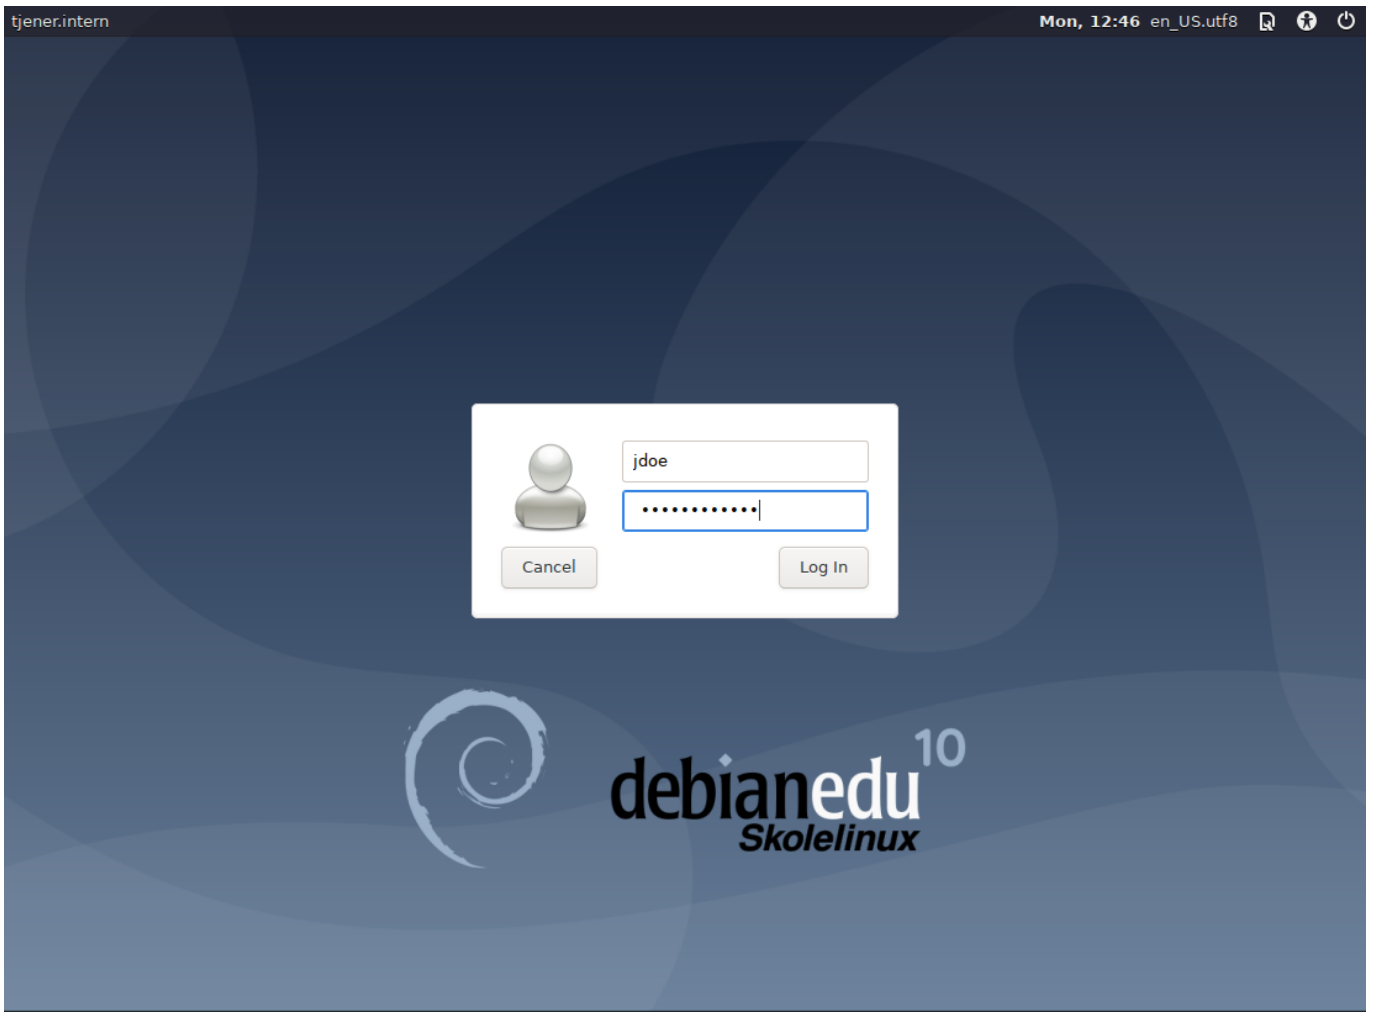 tjener.intern Mon, 12:46 en_US.utf8
jdoe
••••••••••••
Cancel Log In
debianedu 10
Skolelinux